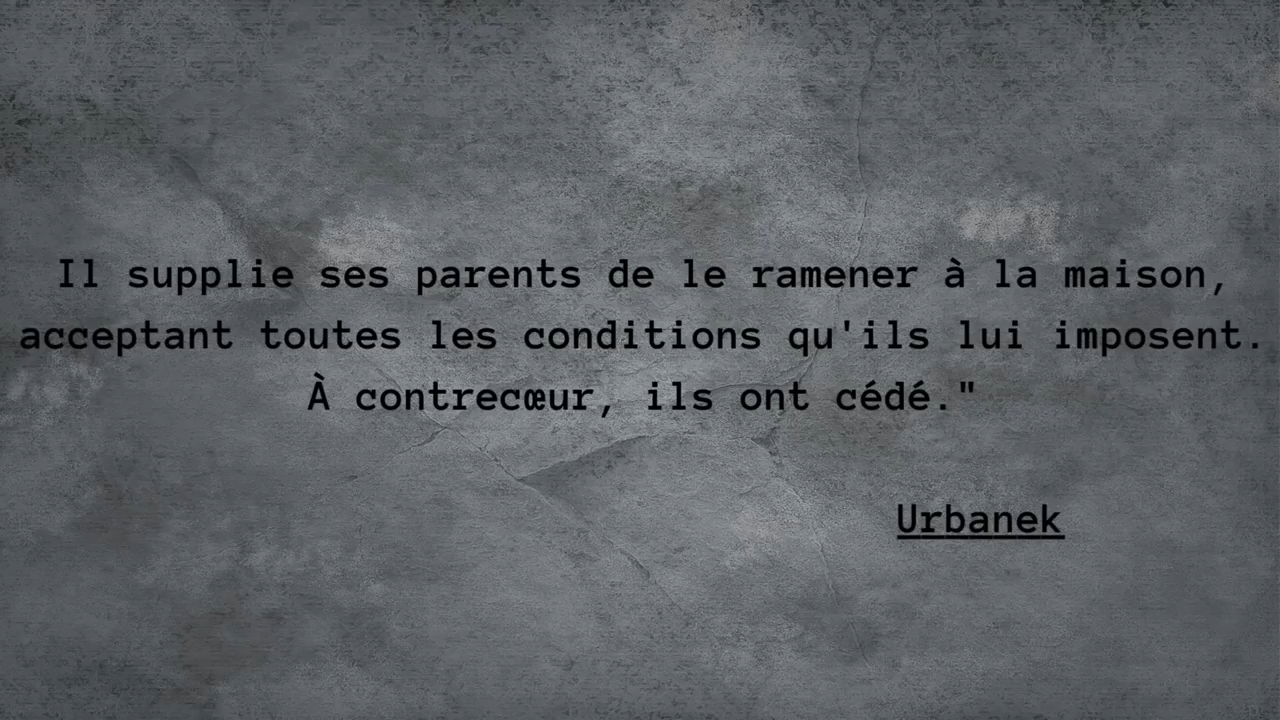 Il supplie ses parents de le ramener à la maison,
acceptant toutes les conditions qu'ils lui imposent.
À contrecœur, ils ont cédé."
Urbanek